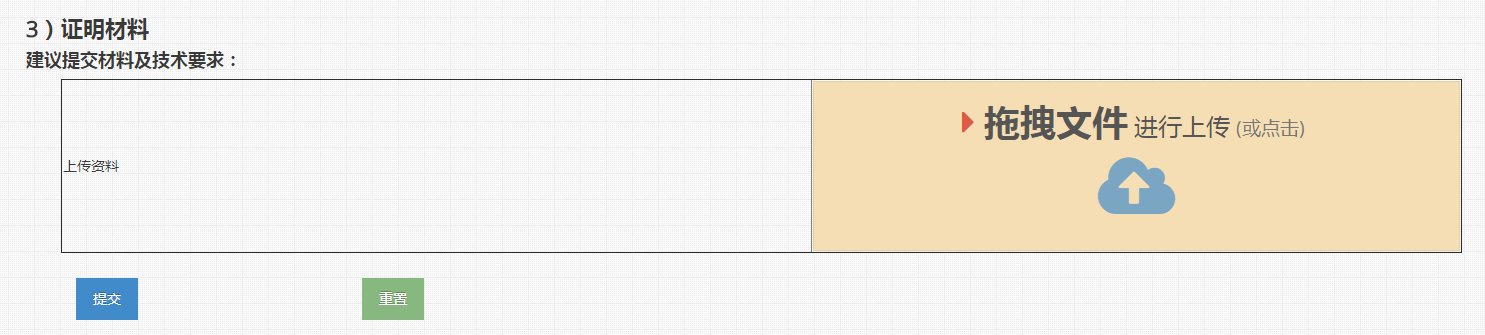 3）证明材料
建议提交材料及技术要求：
上传资料
拖拽文件 进行上传 (或点击)
提交
重置